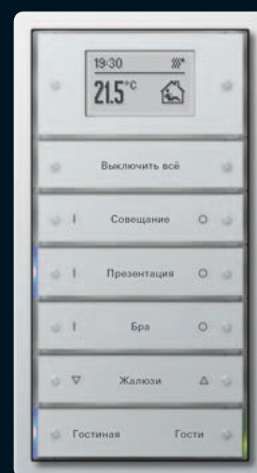 19:30
21.5°C
Выключить всё
I Совещание O
I Презентация O
I Бра O
▽ Жалюзи △
Гостиная Гости